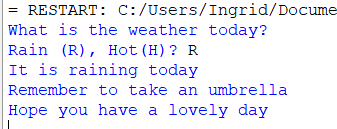 = RESTART: C:/Users/Ingrid/Docume
What is the weather today?
Rain (R), Hot(H)? R
It is raining today
Remember to take an umbrella
Hope you have a lovely day